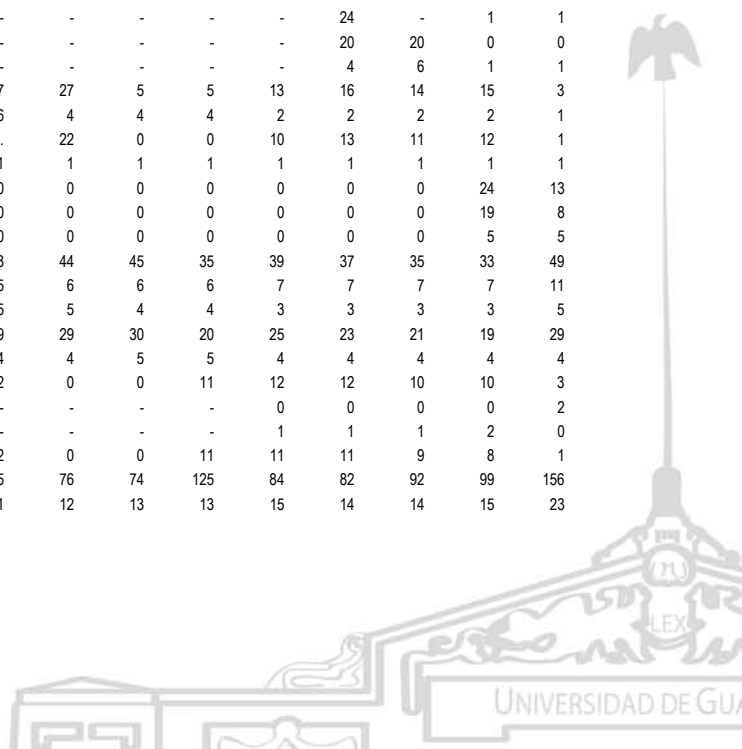 - - - - - - 24 - 1 1
- - - - - - 20 20 0 0
- - - - - - 4 6 1 1
27 5 5 13 16 14 15 3
4 4 4 2 2 2 2 1
22 0 0 10 13 11 12 1
1 1 1 1 1 1 1 1 1
0 0 0 0 0 0 0 24 13
0 0 0 0 0 0 0 19 8
0 0 0 0 0 0 0 5 5
44 45 35 39 37 35 33 49
6 6 6 7 7 7 7 11
5 4 4 3 3 3 3 5
29 30 20 25 23 21 19 29
4 5 5 4 4 4 4 4
2 0 0 11 12 12 10 10 3
- - - - 0 0 0 0 2
- - - - 1 1 1 2 0
2 0 0 11 11 11 9 8 1
76 74 125 84 82 92 99 156
1 12 13 13 15 14 14 15 23
LEX
UNIVERSIDAD DE GUA